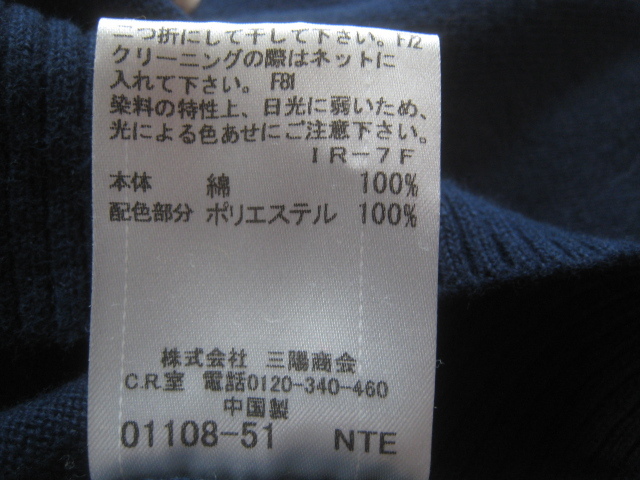 二つ折にして干して下さい。F72
クリーニングの際はネットに
入れて下さい。 F81
染料の特性上、日光に弱いため、
光による色あせにご注意下さい。
IR-7F
本体 綿 100%
配色部分 ポリエステル 100%
株式会社 三陽商会
C.R.室 電話0120-340-460
中国製
01108-51 NTE